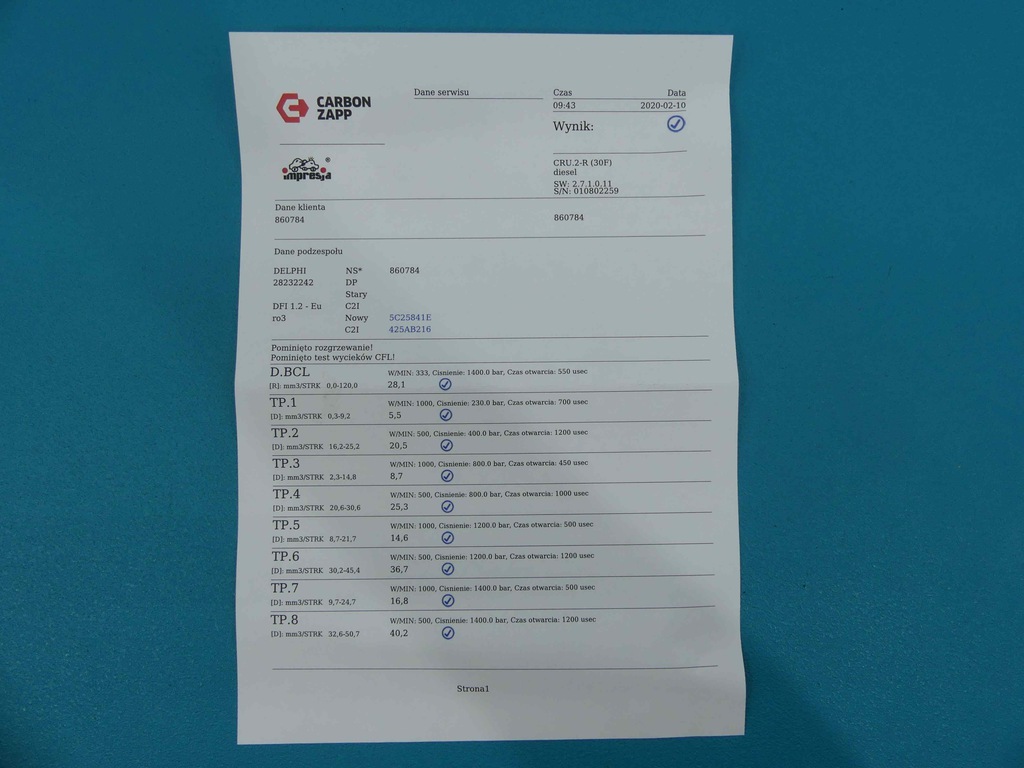 CARBON
ZAPP
Dane serwisu
Czas Data
09:43 2020-02-10
Wynik:
impresja ®
CRU.2-R (30F)
diesel
SW: 2.7.1.0.11
S/N: 010802259
Dane klienta
860784 860784
Dane podzespołu
DELPHI NS* 860784
28232242 DP
Stary
DFI 1.2 - Eu C2I
ro3 Nowy 5C25841E
C2I 425AB216
Pominięto rozgrzewanie!
Pominięto test wycieków CFL!
D.BCL W/MIN: 333, Cisnienie: 1400.0 bar, Czas otwarcia: 550 usec
[R]: mm3/STRK 0,0-120,0 28,1
TP.1 W/MIN: 1000, Cisnienie: 230.0 bar, Czas otwarcia: 700 usec
[D]: mm3/STRK 0,3-9,2 5,5
TP.2 W/MIN: 500, Cisnienie: 400.0 bar, Czas otwarcia: 1200 usec
[D]: mm3/STRK 16,2-25,2 20,5
TP.3 W/MIN: 1000, Cisnienie: 800.0 bar, Czas otwarcia: 450 usec
[D]: mm3/STRK 2,3-14,8 8,7
TP.4 W/MIN: 500, Cisnienie: 800.0 bar, Czas otwarcia: 1000 usec
[D]: mm3/STRK 20,6-30,6 25,3
TP.5 W/MIN: 1000, Cisnienie: 1200.0 bar, Czas otwarcia: 500 usec
[D]: mm3/STRK 8,7-21,7 14,6
TP.6 W/MIN: 500, Cisnienie: 1200.0 bar, Czas otwarcia: 1200 usec
[D]: mm3/STRK 30,2-45,4 36,7
TP.7 W/MIN: 1000, Cisnienie: 1400.0 bar, Czas otwarcia: 500 usec
[D]: mm3/STRK 9,7-24,7 16,8
TP.8 W/MIN: 500, Cisnienie: 1400.0 bar, Czas otwarcia: 1200 usec
[D]: mm3/STRK 32,6-50,7 40,2
Strona1